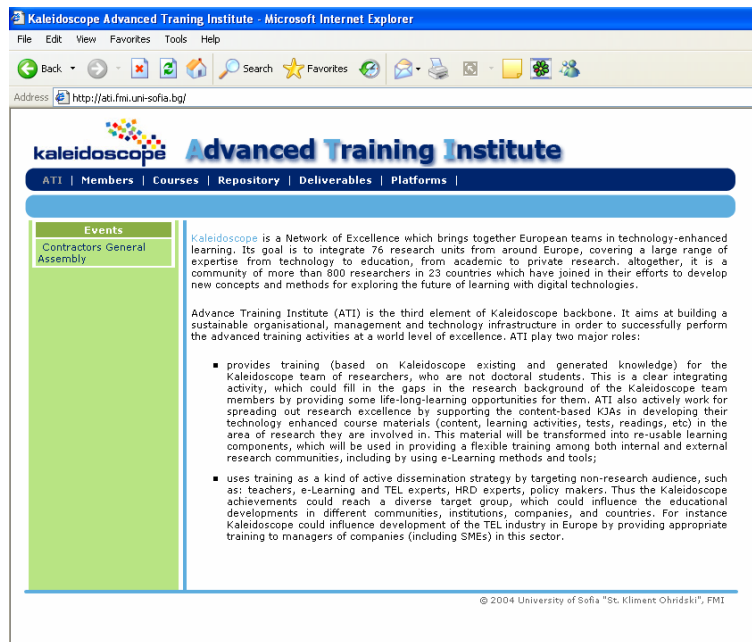 Kaleidoscope Advanced Traning Institute - Microsoft Internet Explorer
File Edit View Favorites Tools Help
Back Search Favorites
Address http://ati.fmi.uni-sofia.bg/
kaleidoscope Advanced Training Institute
ATI | Members | Courses | Repository | Deliverables | Platforms |
Events
Contractors General
Assembly
Kaleidoscope is a Network of Excellence which brings together European teams in technology-enhanced
learning. Its goal is to integrate 76 research units from around Europe, covering a large range of
expertise from technology to education, from academic to private research. altogether, it is a
community of more than 800 researchers in 23 countries which have joined in their efforts to develop
new concepts and methods for exploring the future of learning with digital technologies.
Advance Training Institute (ATI) is the third element of Kaleidoscope backbone. It aims at building a
sustainable organisational, management and technology infrastructure in order to successfully perform
the advanced training activities at a world level of excellence. ATI play two major roles:
▪ provides training (based on Kaleidoscope existing and generated knowledge) for the
Kaleidoscope team of researchers, who are not doctoral students. This is a clear integrating
activity, which could fill in the gaps in the research background of the Kaleidoscope team
members by providing some life-long-learning opportunities for them. ATI also actively work for
spreading out research excellence by supporting the content-based KJAs in developing their
technology enhanced course materials (content, learning activities, tests, readings, etc) in the
area of research they are involved in. This material will be transformed into re-usable learning
components, which will be used in providing a flexible training among both internal and external
research communities, including by using e-Learning methods and tools;
▪ uses training as a kind of active dissemination strategy by targeting non-research audience, such
as: teachers, e-Learning and TEL experts, HRD experts, policy makers. Thus the Kaleidoscope
achievements could reach a diverse target group, which could influence the educational
developments in different communities, institutions, companies, and countries. For instance
Kaleidoscope could influence development of the TEL industry in Europe by providing appropriate
training to managers of companies (including SMEs) in this sector.
© 2004 University of Sofia "St. Kliment Ohridski", FMI